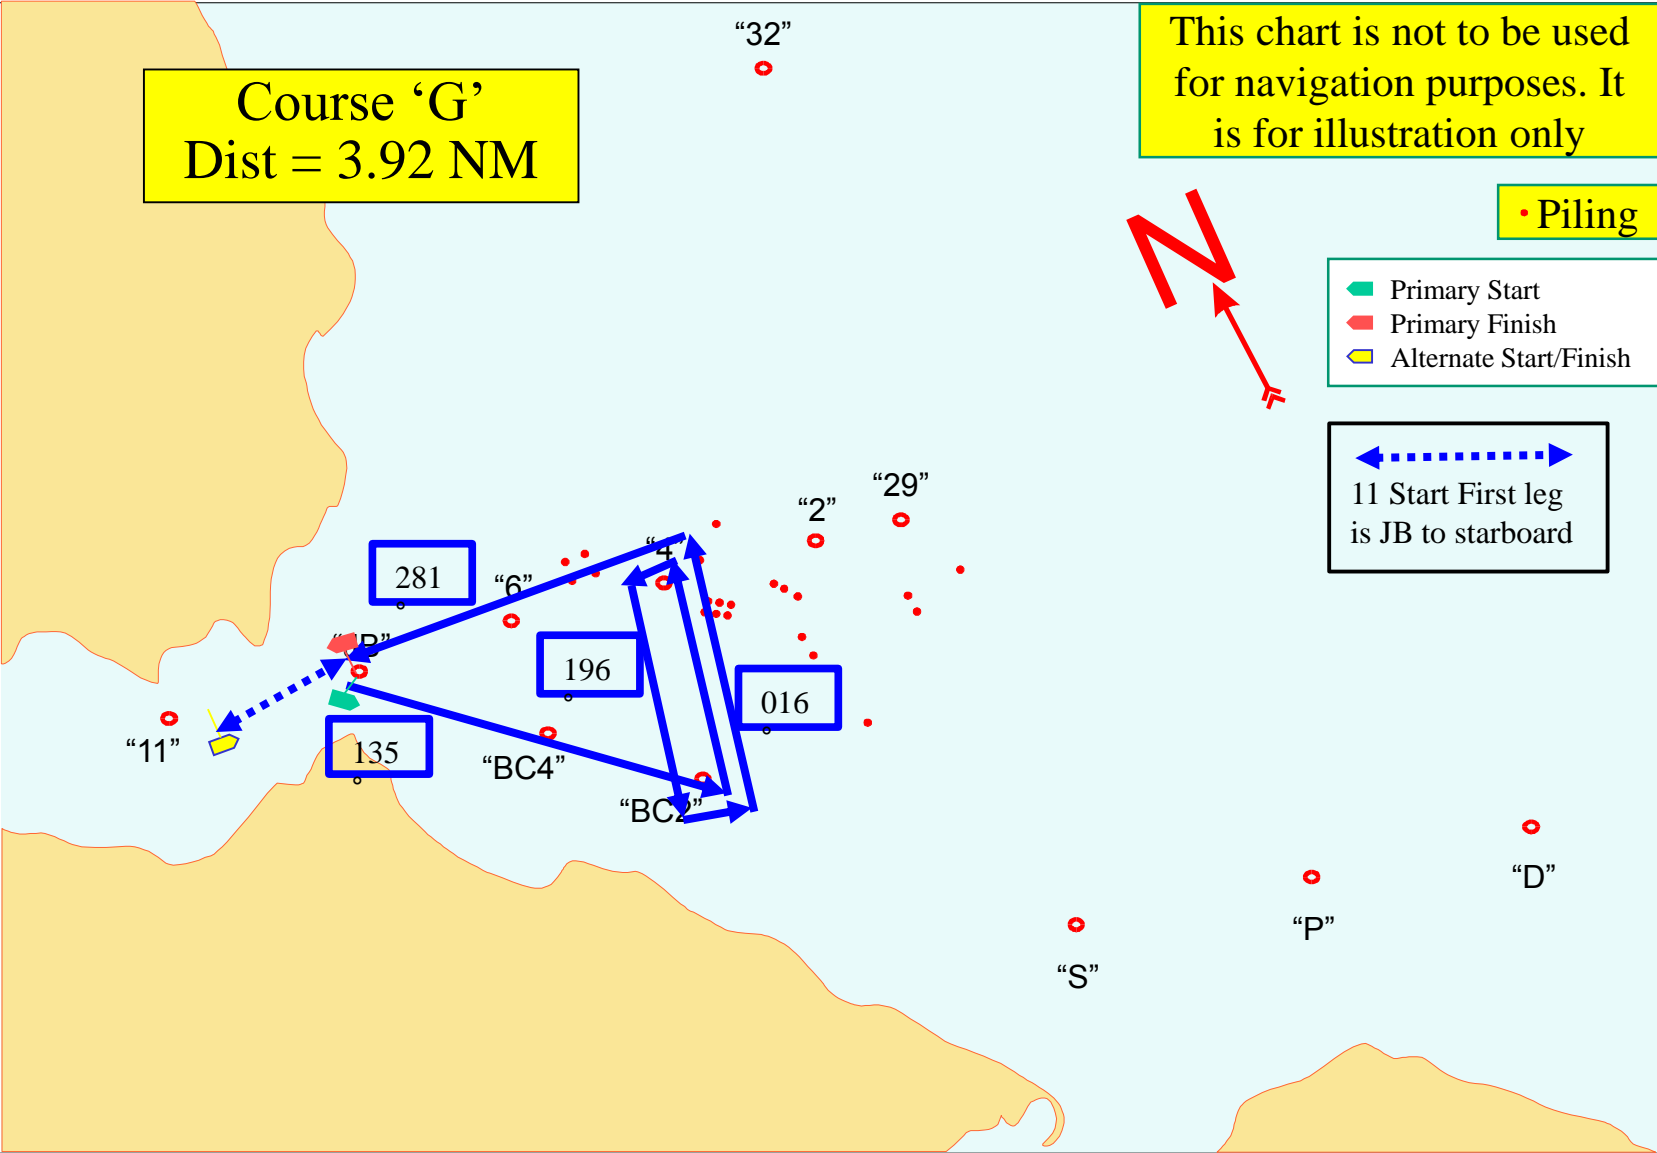 “32”
This chart is not to be used
for navigation purposes. It
is for illustration only
Course ‘G’
Dist = 3.92 NM
N
Piling
Primary Start
Primary Finish
Alternate Start/Finish
11 Start First leg
is JB to starboard
“29”
“2”
“4”
281°
“6”
“JB”
196°
016°
“11”
135°
“BC4”
“BC2”
“D”
“P”
“S”